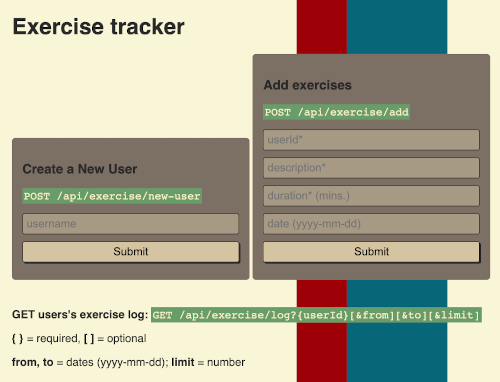 Exercise tracker
Create a New User
POST /api/exercise/new-user
username
Submit
Add exercises
POST /api/exercise/add
userId*
description*
duration* (mins.)
date (yyyy-mm-dd)
Submit
GET users's exercise log: GET /api/exercise/log?{userId}[&from][&to][&limit]
{ } = required, [ ] = optional
from, to = dates (yyyy-mm-dd); limit = number